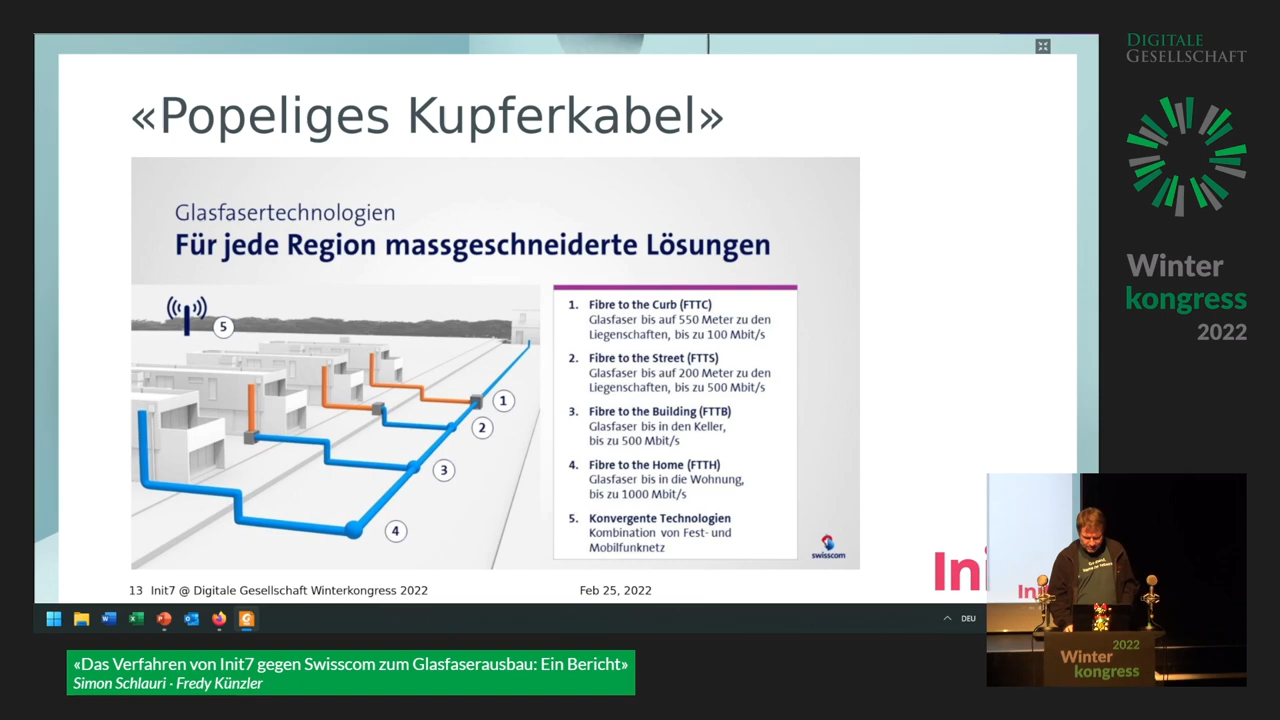 DIGITALE
GESELLSCHAFT
Winter
kongress
2022
«Popeliges Kupferkabel»
Glasfasertechnologien
Für jede Region massgeschneiderte Lösungen
5
1
2
3
4
1. Fibre to the Curb (FTTC)
Glasfaser bis auf 550 Meter zu den
Liegenschaften, bis zu 100 Mbit/s
2. Fibre to the Street (FTTS)
Glasfaser bis auf 200 Meter zu den
Liegenschaften, bis zu 500 Mbit/s
3. Fibre to the Building (FTTB)
Glasfaser bis in den Keller,
bis zu 500 Mbit/s
4. Fibre to the Home (FTTH)
Glasfaser bis in die Wohnung,
bis zu 1000 Mbit/s
5. Konvergente Technologien
Kombination von Fest- und
Mobilfunknetz
swisscom
13 Init7 @ Digitale Gesellschaft Winterkongress 2022
Feb 25, 2022
Ini
DEU
Init
2022
Winter
kongress
«Das Verfahren von Init7 gegen Swisscom zum Glasfaserausbau: Ein Bericht»
Simon Schlauri · Fredy Künzler